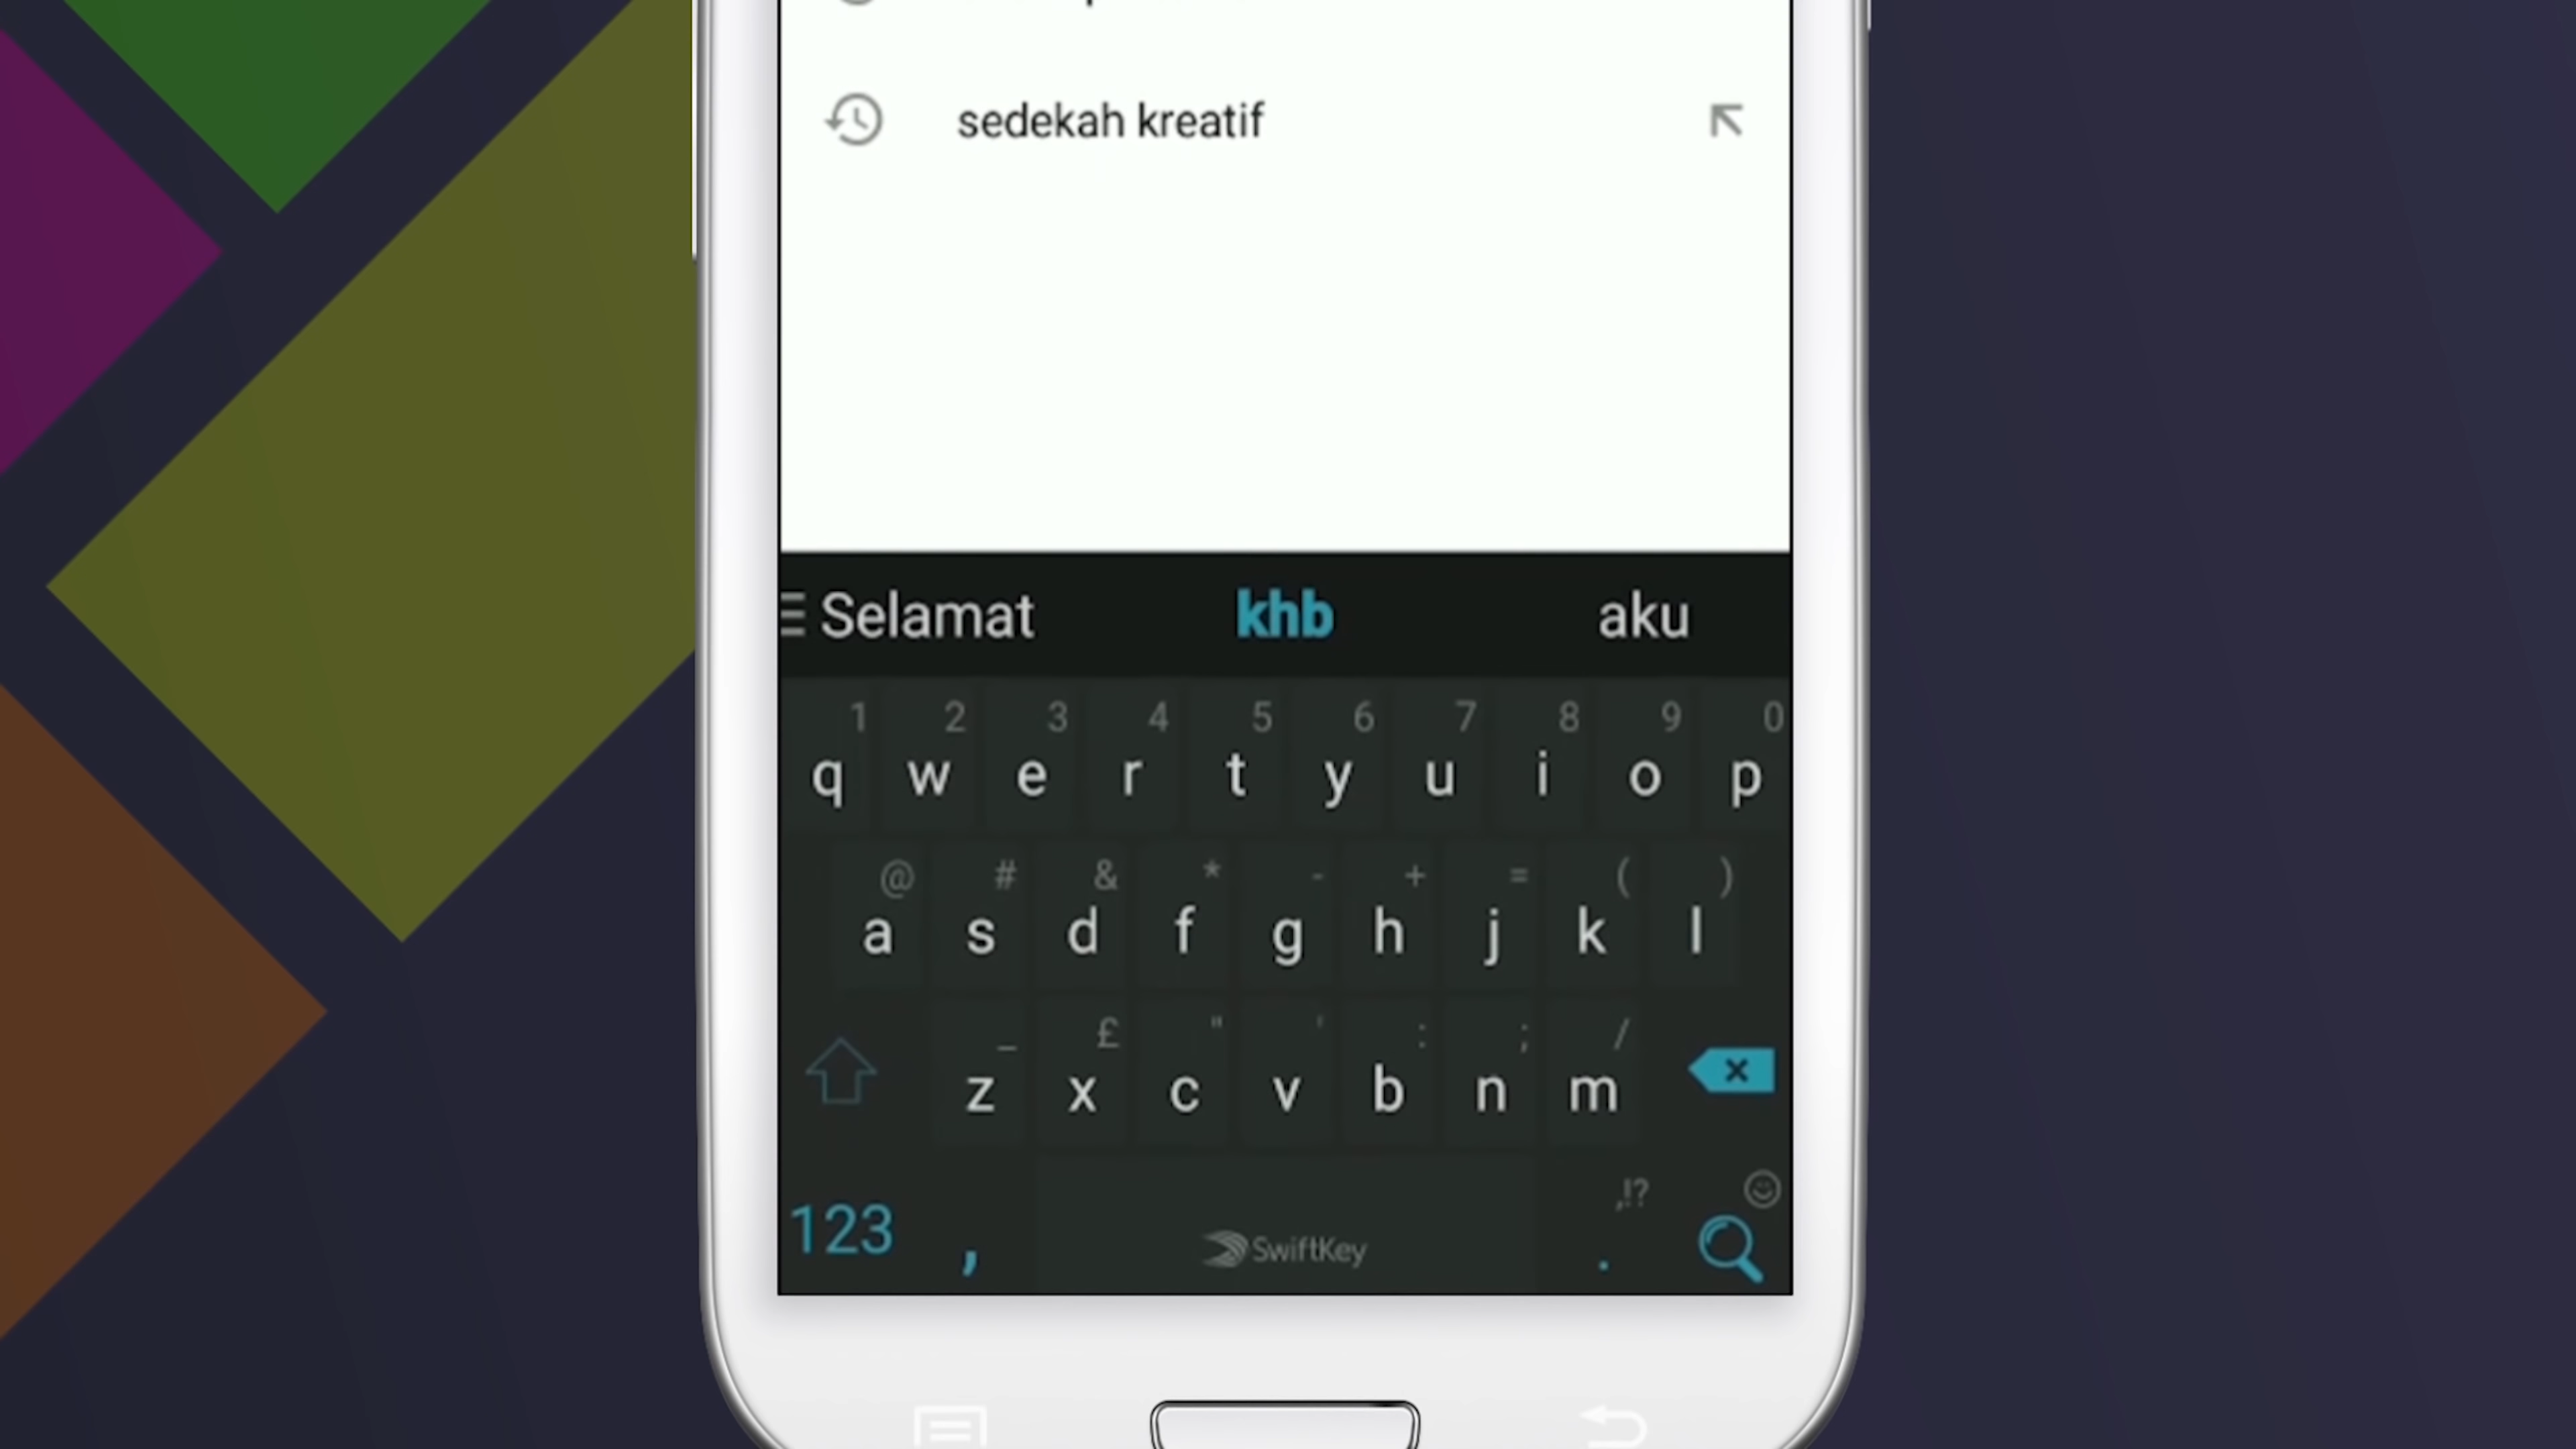 sedekah kreatif
Selamat khb aku
1 2 3 4 5 6 7 8 9 0
q w e r t y u i o p
@ # & * - + = ( )
a s d f g h j k l
_ £ " ' : ; /
z x c v b n m
,!?
123 , SwiftKey .